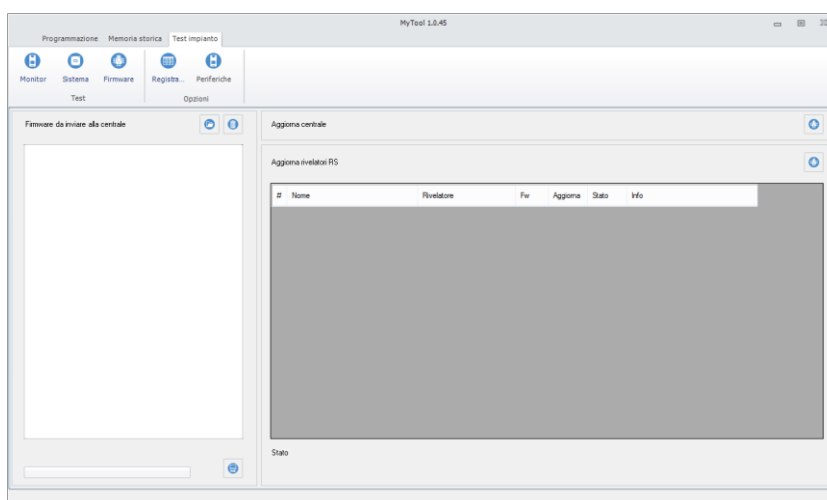 MyTool 1.0.45
Programmazione Memoria storica Test impianto
Monitor Sistema Firmware Registra... Periferiche
Test Opzioni
Firmware da inviare alla centrale
Aggiorna centrale
Aggiorna rivelatori RS
# Nome Rivelatore Fw Aggiorna Stato Info
Stato